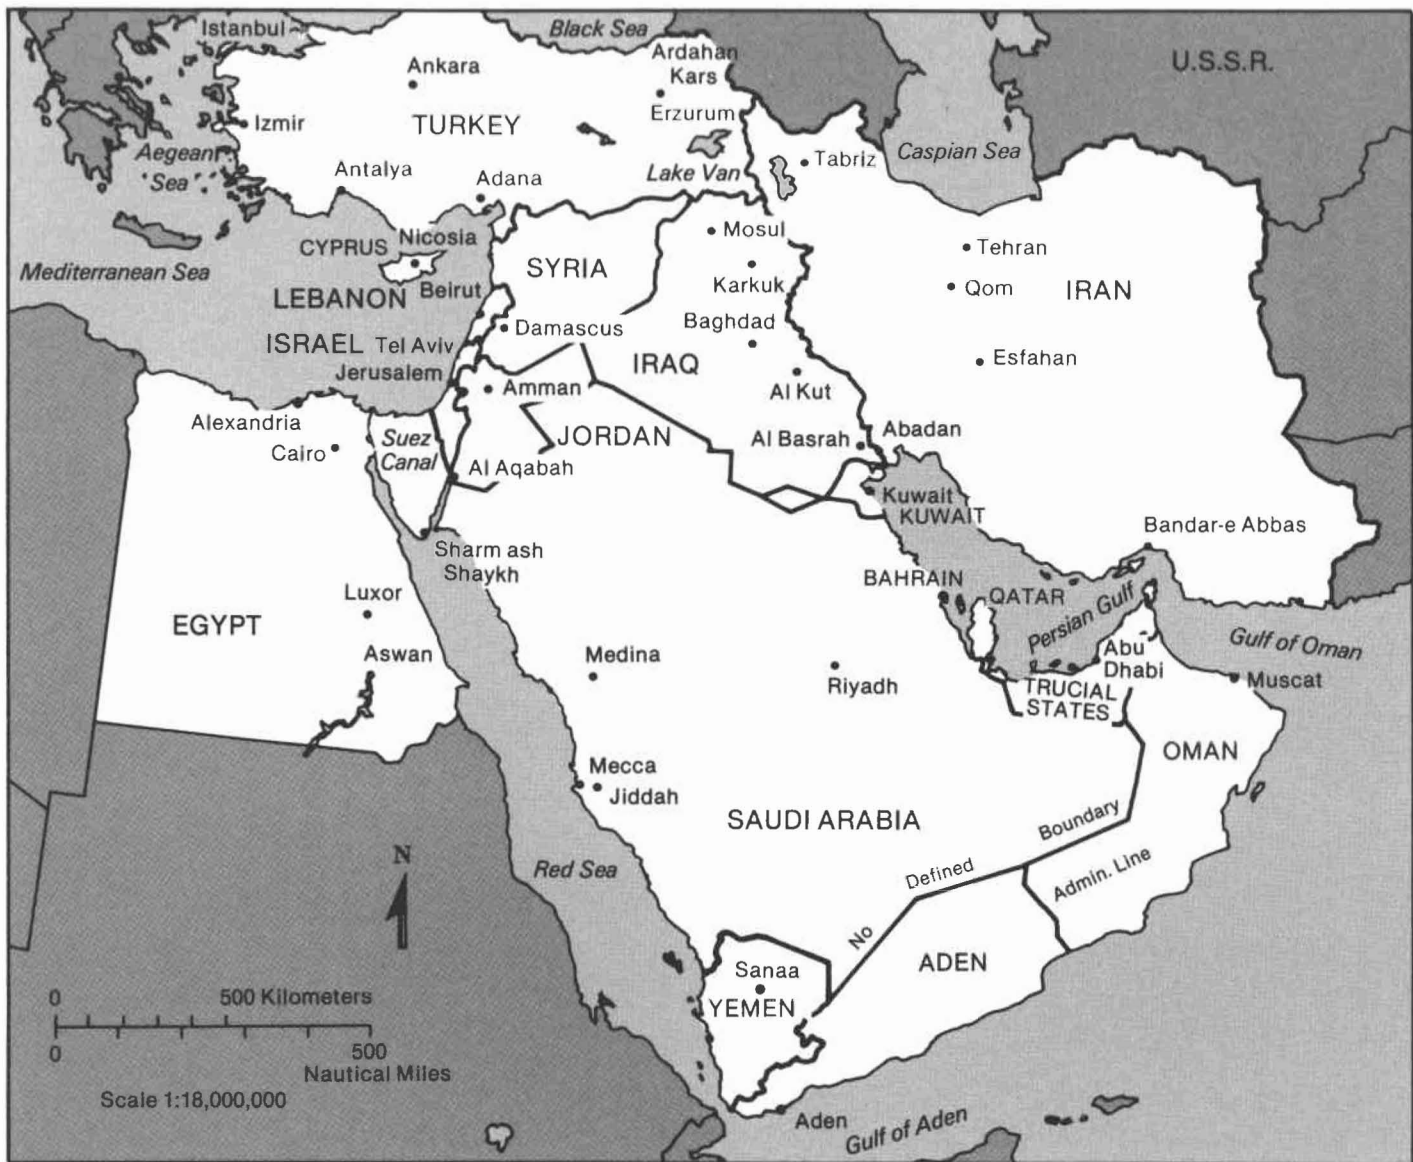 Istanbul
Black Sea
U.S.S.R.
Ankara
Ardahan
Kars
Erzurum
Izmir
TURKEY
Aegean
Sea
Caspian Sea
Tabriz
Antalya
Adana
Lake Van
Mosul
CYPRUS
Nicosia
Tehran
Mediterranean Sea
SYRIA
Karkuk
Qom
IRAN
LEBANON
Beirut
Baghdad
Damascus
ISRAEL
Tel Aviv
IRAQ
Esfahan
Jerusalem
Amman
Al Kut
Alexandria
Suez
Canal
JORDAN
Al Basrah
Abadan
Cairo
Al Aqabah
Kuwait
KUWAIT
Bandar-e Abbas
Sharm ash
Shaykh
BAHRAIN
QATAR
Persian Gulf
Luxor
EGYPT
Gulf of Oman
Aswan
Medina
Riyadh
Abu
Dhabi
Muscat
TRUCIAL
STATES
OMAN
Mecca
Jiddah
SAUDI ARABIA
No Defined Boundary
Admin. Line
N
Red Sea
ADEN
Sanaa
YEMEN
0 500 Kilometers
0 500
Nautical Miles
Scale 1:18,000,000
Aden
Gulf of Aden